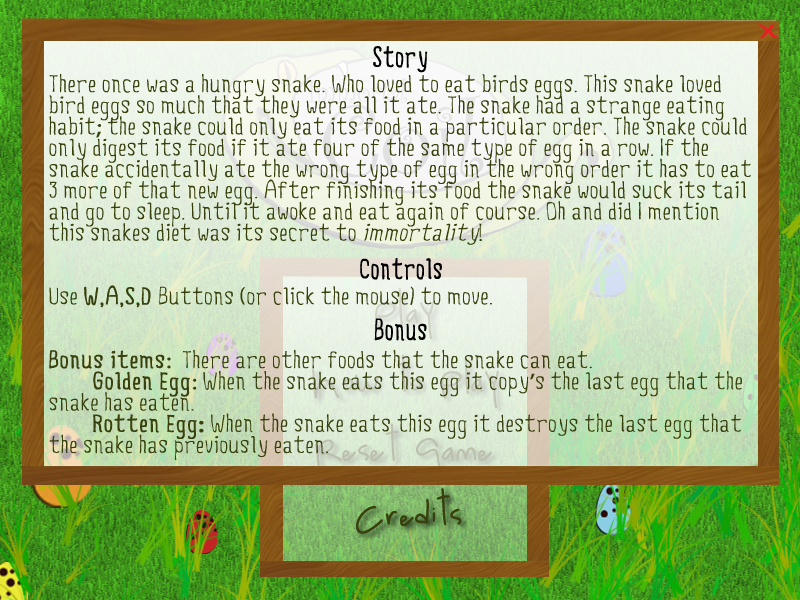 Story
There once was a hungry snake. Who loved to eat birds eggs. This snake loved
bird eggs so much that they were all it ate. The snake had a strange eating
habit; the snake could only eat its food in a particular order. The snake could
only digest its food if it ate four of the same type of egg in a row. If the
snake accidentally ate the wrong type of egg in the wrong order it has to eat
3 more of that new egg. After finishing its food the snake would suck its tail
and go to sleep. Until it awoke and eat again of course. Oh and did I mention
this snakes diet was its secret to immortality!
Controls
Use W,A,S,D Buttons (or click the mouse) to move.
Bonus
Bonus items: There are other foods that the snake can eat.
Golden Egg: When the snake eats this egg it copy's the last egg that the
snake has eaten.
Rotten Egg: When the snake eats this egg it destroys the last egg that
the snake has previously eaten.
Play
Reset Game
Credits